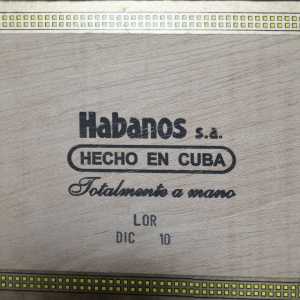 Habanos s.a.
HECHO EN CUBA
Totalmente a mano
LOR
DIC 10